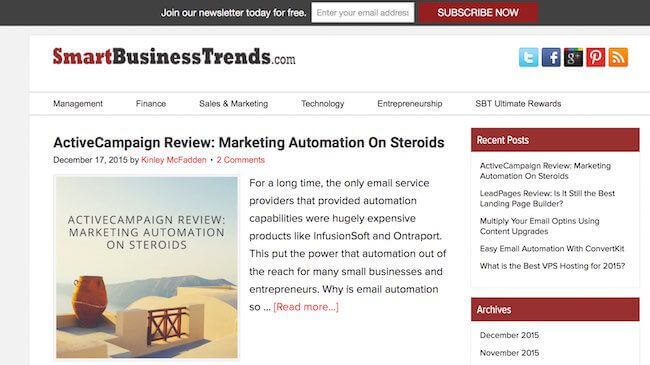 Join our newsletter today for free. Enter your email address SUBSCRIBE NOW
SmartBusinessTrends.com
Management Finance Sales & Marketing Technology Entrepreneurship SBT Ultimate Rewards
ActiveCampaign Review: Marketing Automation On Steroids
December 17, 2015 by Kinley McFadden • 2 Comments
ACTIVECAMPAIGN REVIEW:
MARKETING AUTOMATION
ON STEROIDS
For a long time, the only email service
providers that provided automation
capabilities were hugely expensive
products like InfusionSoft and Ontraport.
This put the power that automation out of
the reach for many small businesses and
entrepreneurs. Why is email automation
so ... [Read more...]
Recent Posts
ActiveCampaign Review: Marketing
Automation On Steroids
LeadPages Review: Is It Still the Best
Landing Page Builder?
Multiply Your Email Optins Using
Content Upgrades
Easy Email Automation With ConvertKit
What is the Best VPS Hosting for 2015?
Archives
December 2015
November 2015